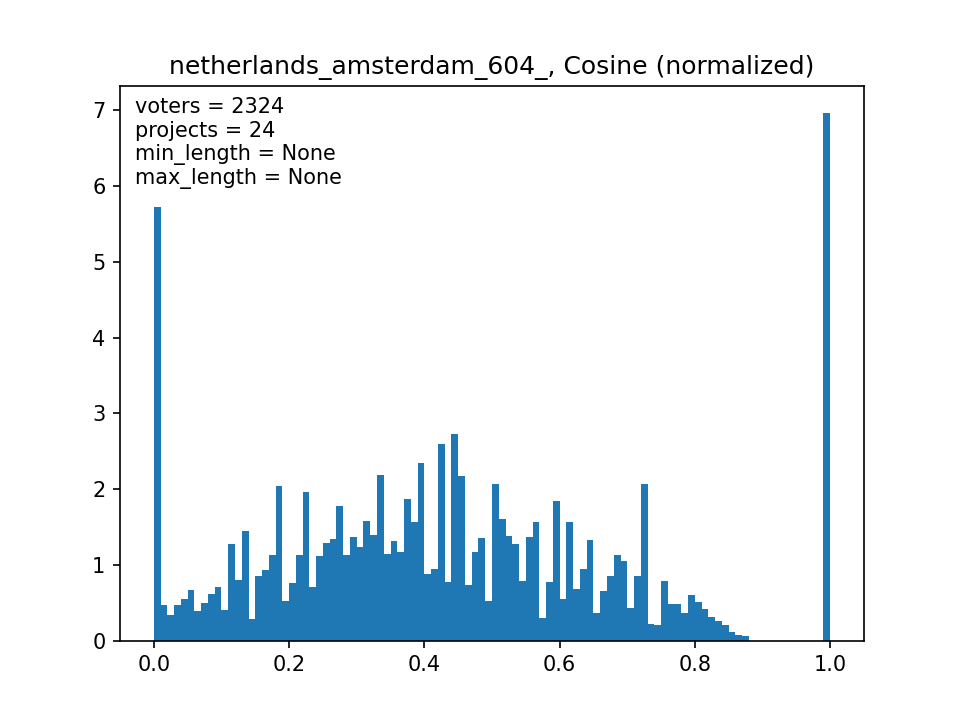 netherlands_amsterdam_604_, Cosine (normalized)
voters = 2324
projects = 24
min_length = None
max_length = None
7
6
5
4
3
2
1
0
0.0 0.2 0.4 0.6 0.8 1.0